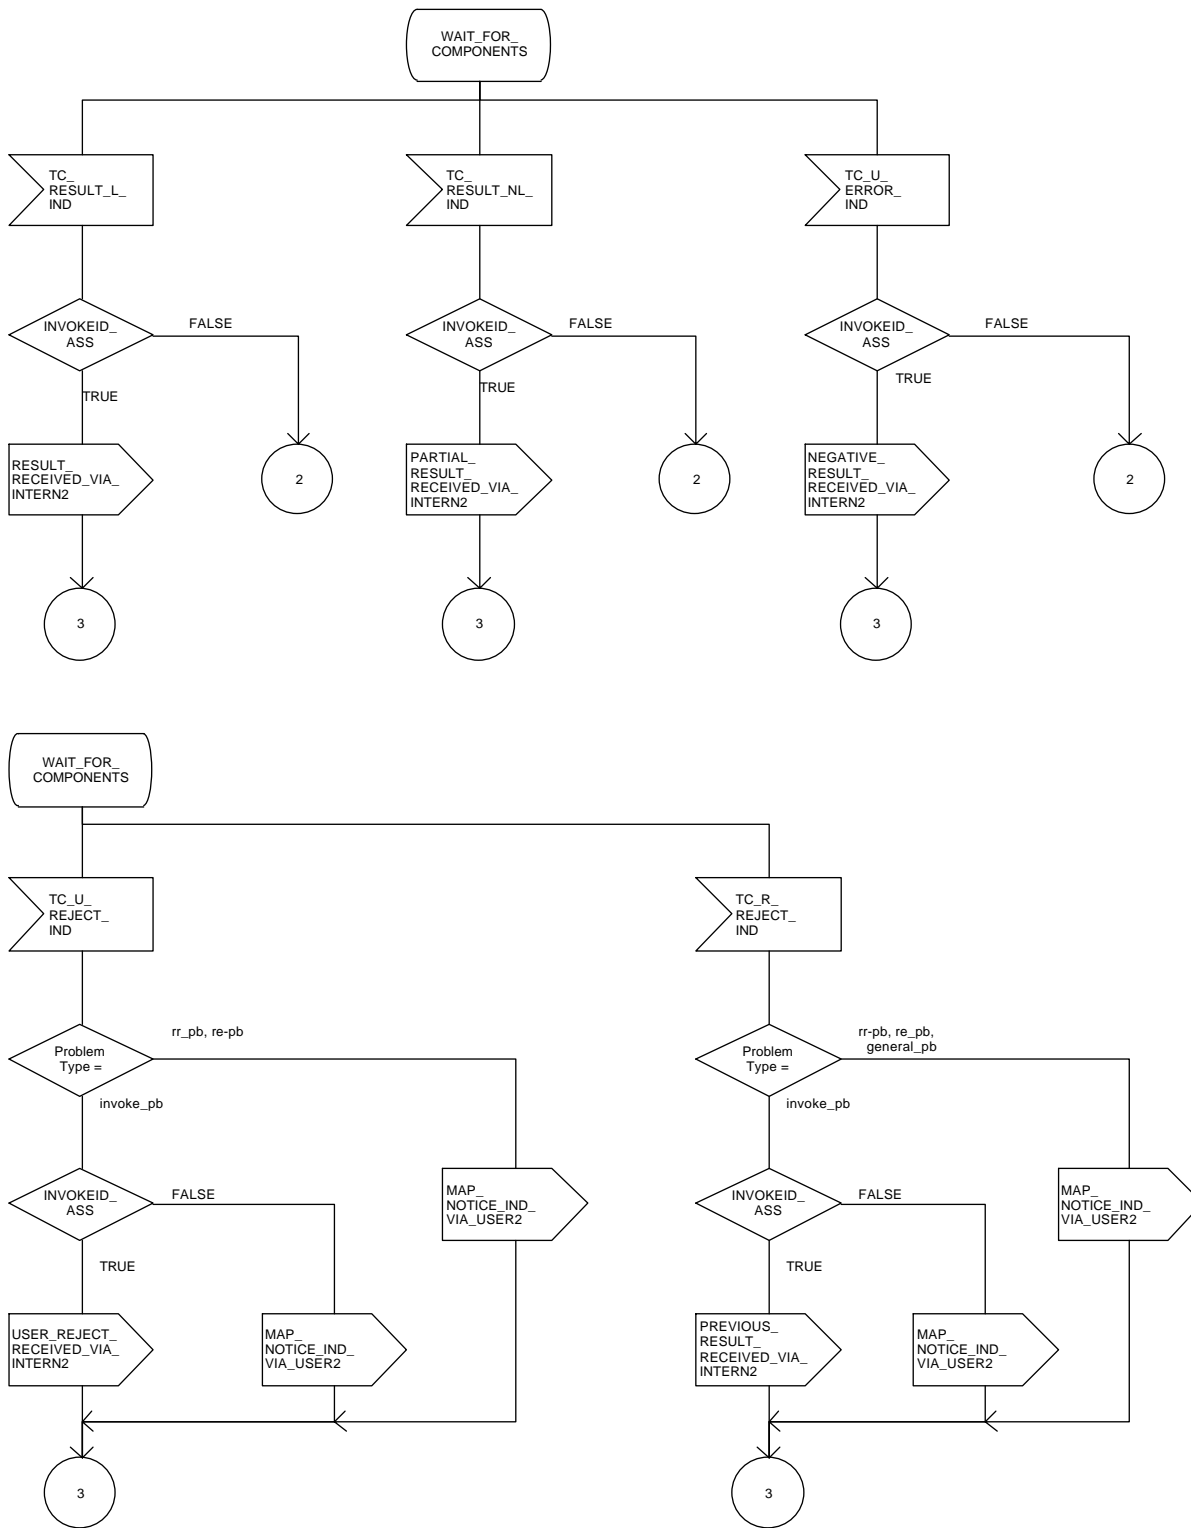 WAIT_FOR_
COMPONENTS
TC_
RESULT_L_
IND
TC_
RESULT_NL_
IND
TC_U_
ERROR_
IND
INVOKEID_
ASS
FALSE
INVOKEID_
ASS
FALSE
INVOKEID_
ASS
FALSE
TRUE
TRUE
TRUE
RESULT_
RECEIVED_VIA_
INTERN2
2
PARTIAL_
RESULT_
RECEIVED_VIA_
INTERN2
2
NEGATIVE_
RESULT_
RECEIVED_VIA_
INTERN2
2
3
3
3
WAIT_FOR_
COMPONENTS
TC_U_
REJECT_
IND
TC_R_
REJECT_
IND
Problem
Type =
rr_pb, re-pb
Problem
Type =
rr-pb, re_pb,
general_pb
invoke_pb
invoke_pb
INVOKEID_
ASS
FALSE
MAP_
NOTICE_IND_
VIA_USER2
INVOKEID_
ASS
FALSE
MAP_
NOTICE_IND_
VIA_USER2
TRUE
TRUE
USER_REJECT_
RECEIVED_VIA_
INTERN2
MAP_
NOTICE_IND_
VIA_USER2
PREVIOUS_
RESULT_
RECEIVED_VIA_
INTERN2
MAP_
NOTICE_IND_
VIA_USER2
3
3